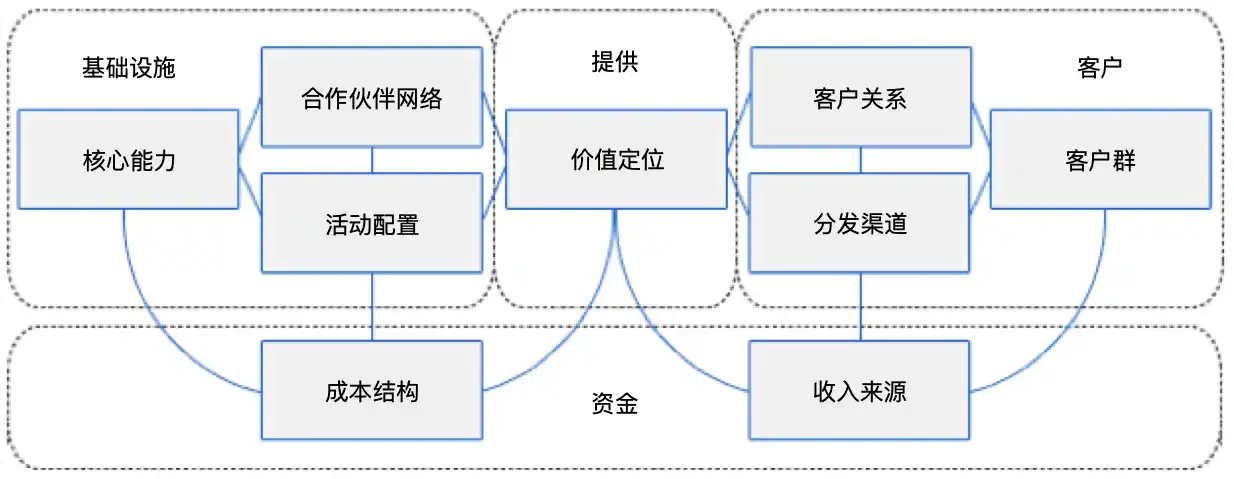 基础设施
合作伙伴网络
核心能力
活动配置
提供
价值定位
客户
客户关系
客户群
分发渠道
成本结构
资金
收入来源